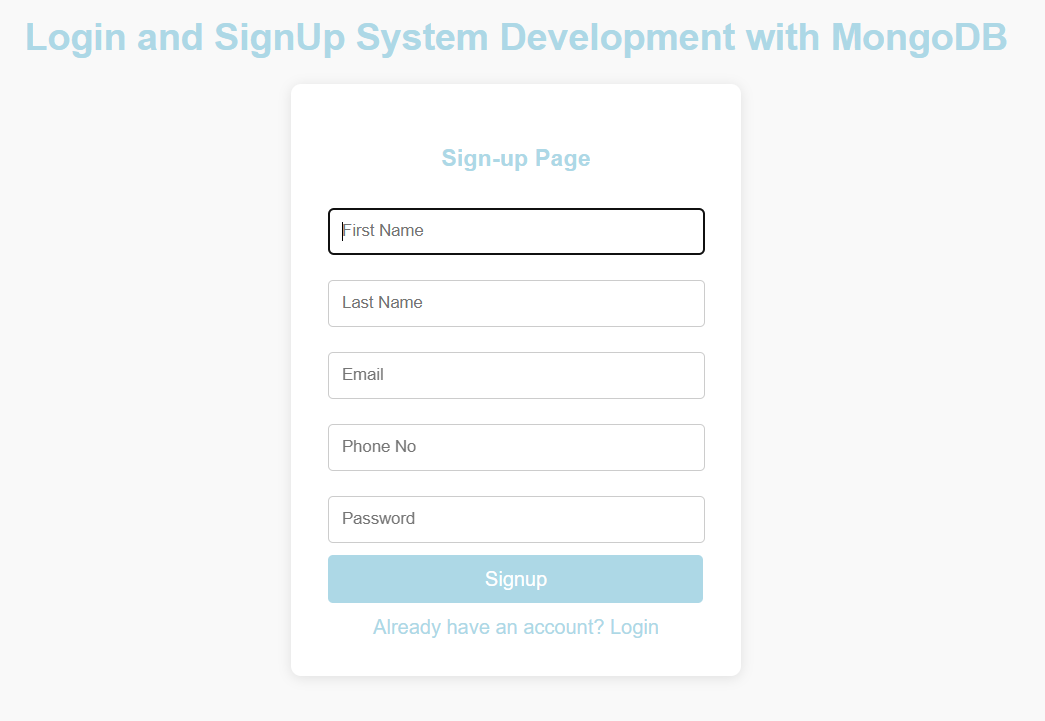 Login and SignUp System Development with MongoDB
Sign-up Page
First Name
Last Name
Email
Phone No
Password
Signup
Already have an account? Login